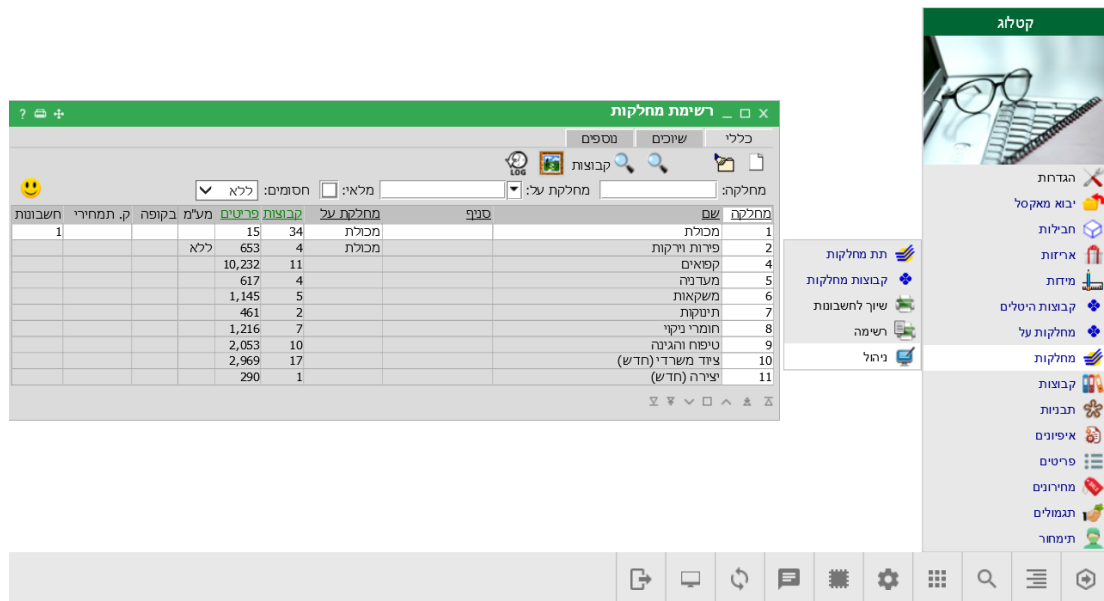 קטלוג
הגדרות
יבוא מאקסל
חבילות
אריזות
מידות
קבוצות היטלים
מחלקות על
מחלקות
קבוצות
תבניות
איפיונים
פריטים
מחירונים
תגמולים
תימחור
תת מחלקות
קבוצות מחלקות
שיוך לחשבונות
רשימה
ניהול
רשימת מחלקות
כללי שיוכים נוספים
קבוצות LOG
מחלקה: מחלקת על: מלאי: חסומים: ללא
מחלקה שם סניף מחלקת על קבוצות פריטים מע"מ בקופה ק. תמחירי חשבונות
1 מכולת מכולת 34 15 1
2 פירות וירקות מכולת 4 653 ללא
4 קפואים 11 10,232
5 מעדניה 4 617
6 משקאות 5 1,145
7 תינוקות 2 461
8 חומרי ניקוי 7 1,216
9 טיפוח והגינה 10 2,053
10 ציוד משרדי (חדש) 17 2,969
11 יצירה (חדש) 1 290